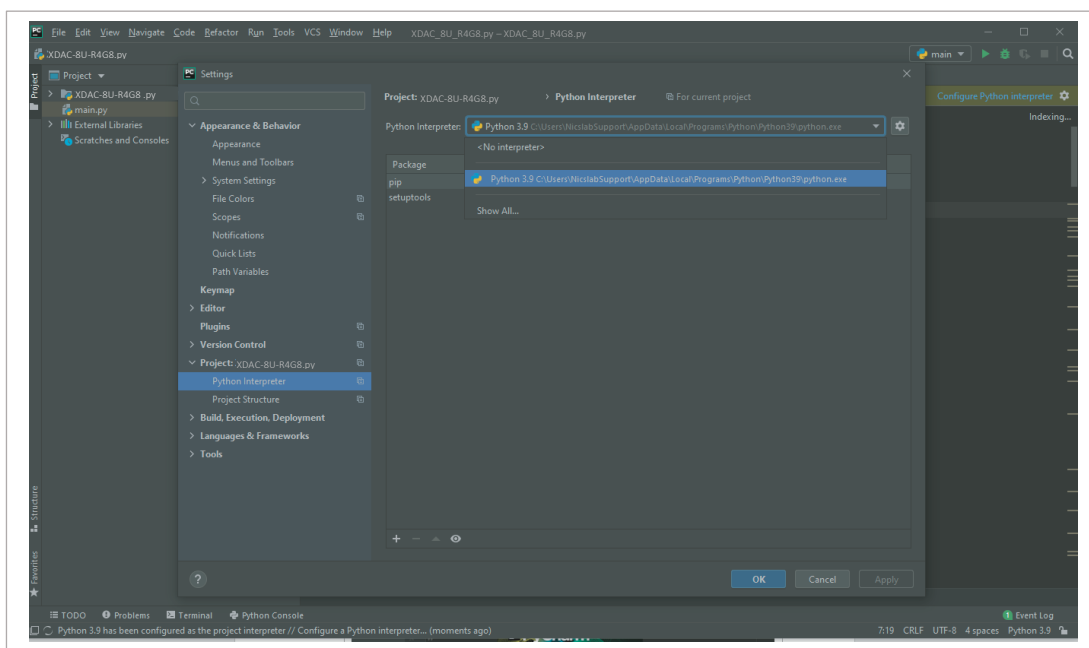 PC File Edit View Navigate Code Refactor Run Tools VCS Window Help XDAC_8U_R4G8.py – XDAC_8U_R4G8.py
XDAC-8U-R4G8.py
main
Project
Project
XDAC-8U-R4G8 .py
main.py
External Libraries
Scratches and Consoles
Structure
Favorites
Configure Python interpreter
Indexing...
PC Settings
Appearance & Behavior
Appearance
Menus and Toolbars
System Settings
File Colors
Scopes
Notifications
Quick Lists
Path Variables
Keymap
Editor
Plugins
Version Control
Project: XDAC-8U-R4G8.py
Python Interpreter
Project Structure
Build, Execution, Deployment
Languages & Frameworks
Tools
Project: XDAC-8U-R4G8.py › Python Interpreter For current project
Python Interpreter: Python 3.9 C:\Users\NicslabSupport\AppData\Local\Programs\Python\Python39\python.exe
<No interpreter>
Python 3.9 C:\Users\NicslabSupport\AppData\Local\Programs\Python\Python39\python.exe
Show All...
Package
pip
setuptools
+ –
?
OK Cancel Apply
TODO Problems Terminal Python Console
1 Event Log
Python 3.9 has been configured as the project interpreter // Configure a Python interpreter... (moments ago)
7:19 CRLF UTF-8 4 spaces Python 3.9